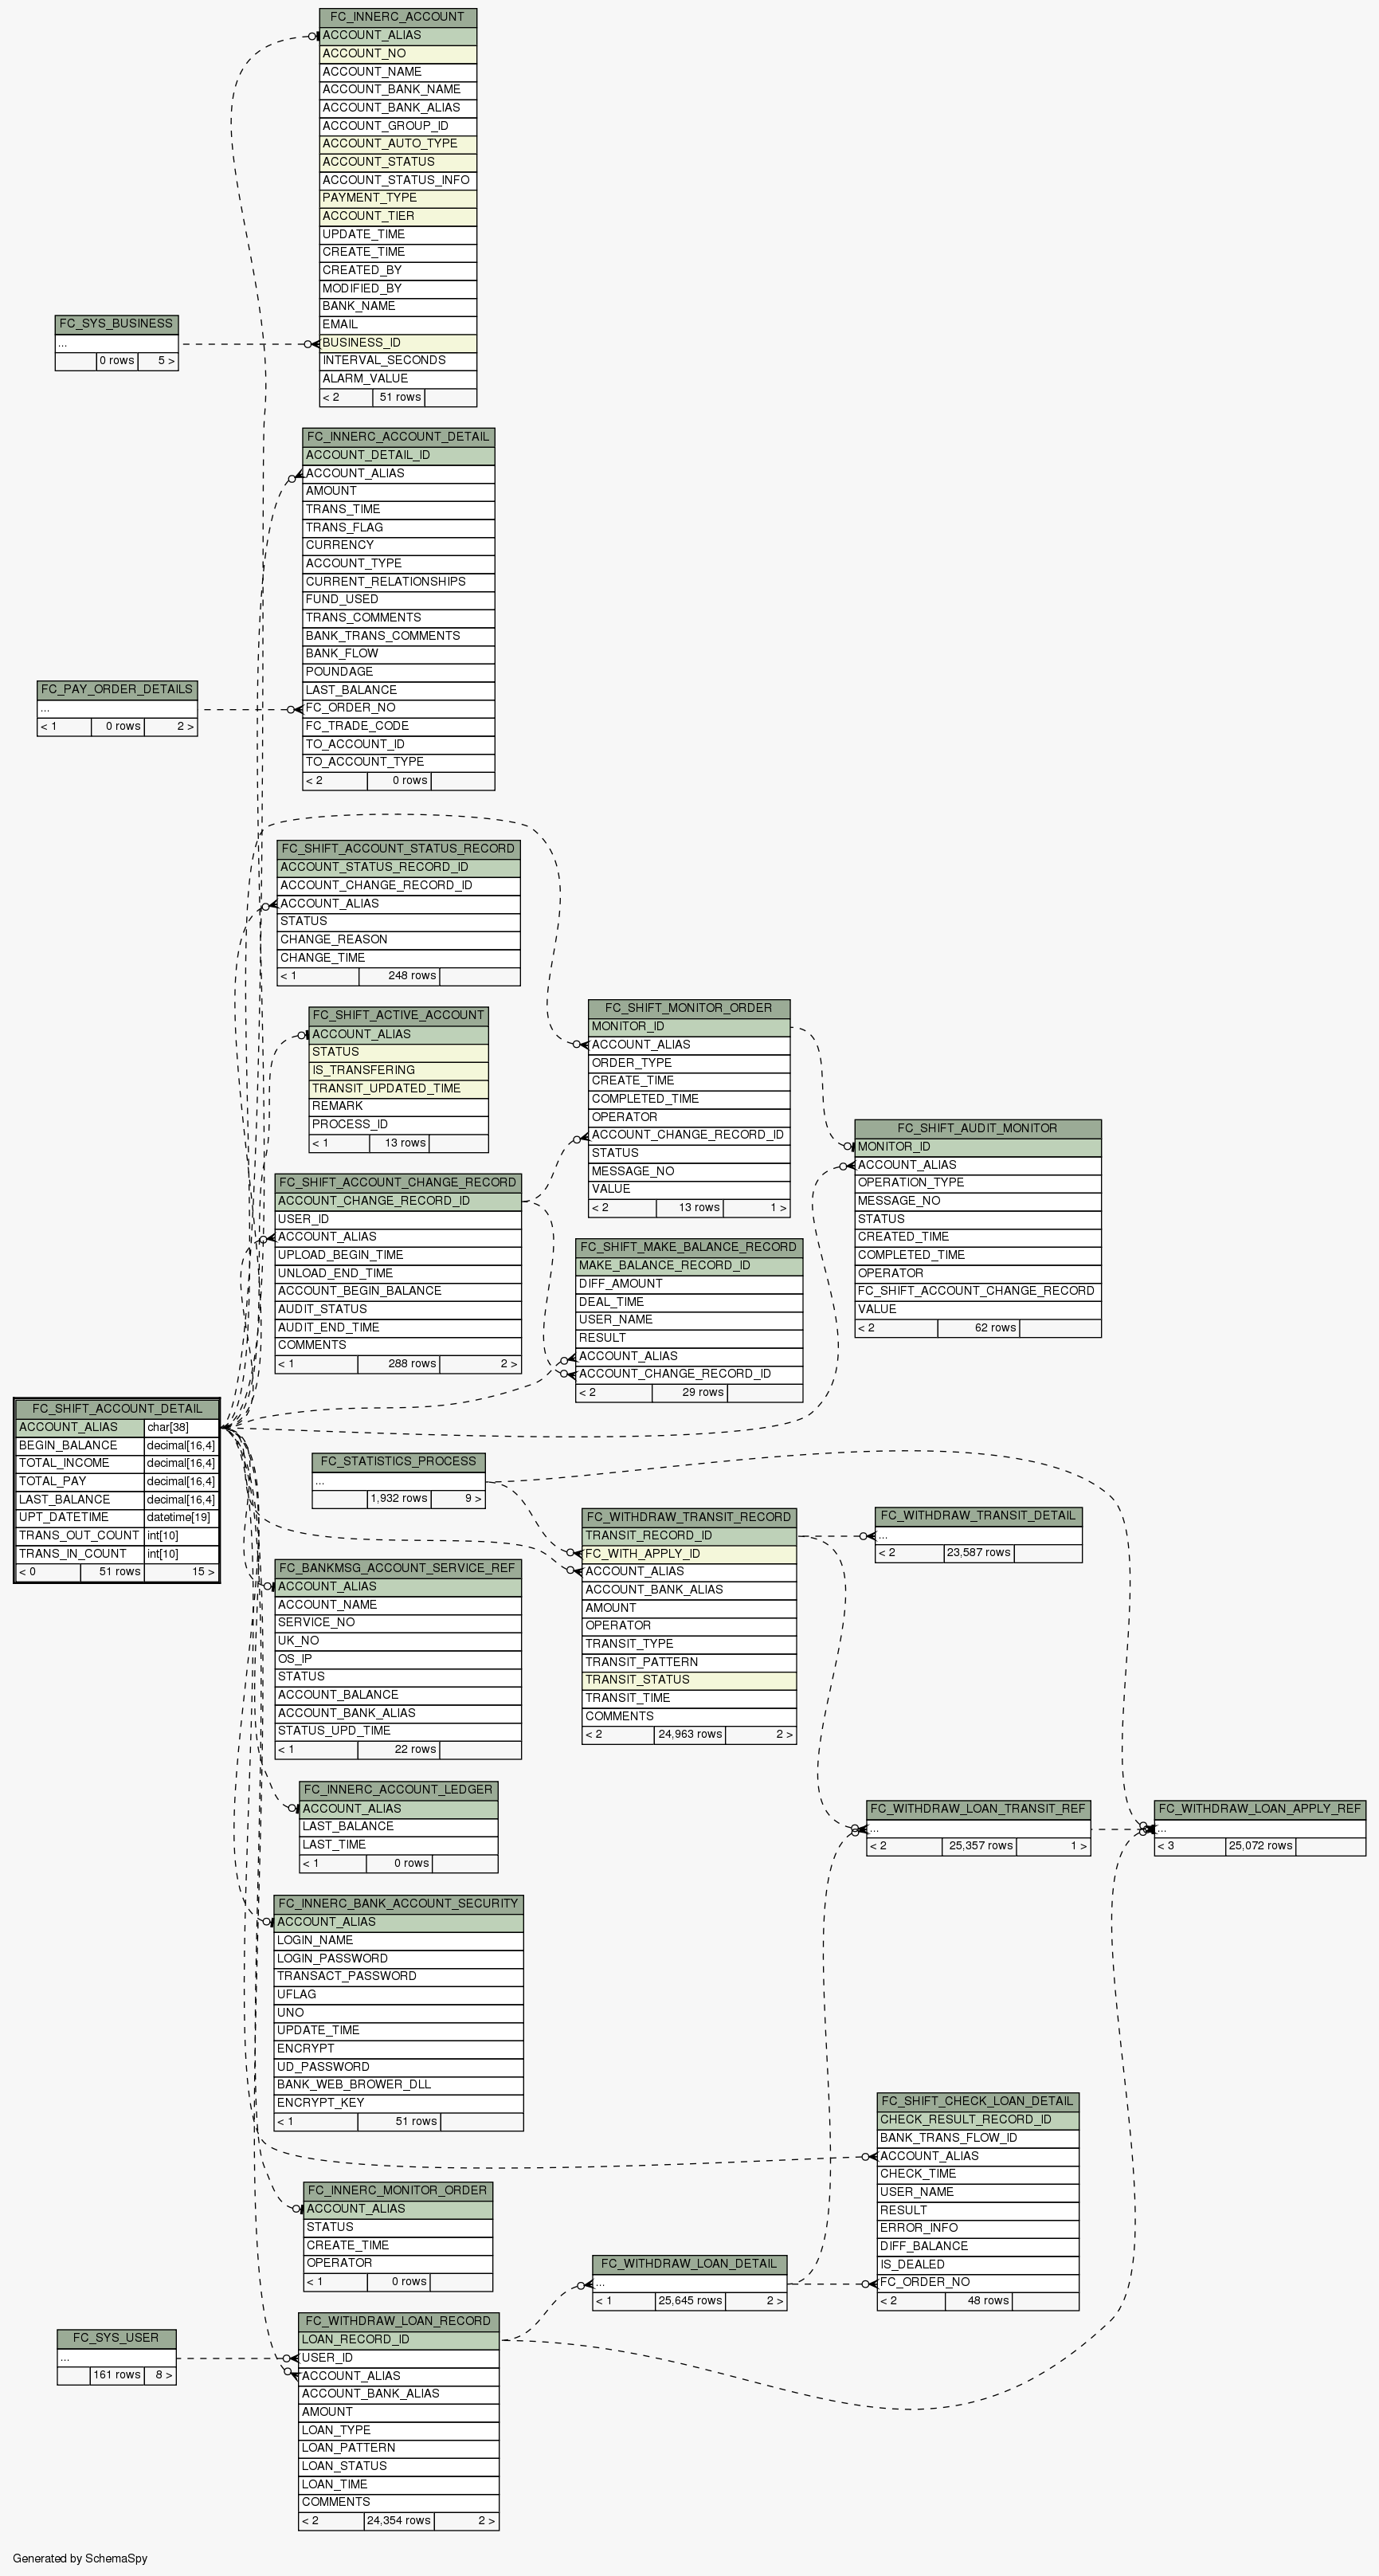 FC_INNERC_ACCOUNT
ACCOUNT_ALIAS
ACCOUNT_NO
ACCOUNT_NAME
ACCOUNT_BANK_NAME
ACCOUNT_BANK_ALIAS
ACCOUNT_GROUP_ID
ACCOUNT_AUTO_TYPE
ACCOUNT_STATUS
ACCOUNT_STATUS_INFO
PAYMENT_TYPE
ACCOUNT_TIER
UPDATE_TIME
CREATE_TIME
CREATED_BY
MODIFIED_BY
BANK_NAME
EMAIL
BUSINESS_ID
INTERVAL_SECONDS
ALARM_VALUE
< 2 51 rows
FC_SYS_BUSINESS
...
0 rows 5 >
FC_INNERC_ACCOUNT_DETAIL
ACCOUNT_DETAIL_ID
ACCOUNT_ALIAS
AMOUNT
TRANS_TIME
TRANS_FLAG
CURRENCY
ACCOUNT_TYPE
CURRENT_RELATIONSHIPS
FUND_USED
TRANS_COMMENTS
BANK_TRANS_COMMENTS
BANK_FLOW
POUNDAGE
LAST_BALANCE
FC_ORDER_NO
FC_TRADE_CODE
TO_ACCOUNT_ID
TO_ACCOUNT_TYPE
< 2 0 rows
FC_PAY_ORDER_DETAILS
...
< 1 0 rows 2 >
FC_SHIFT_ACCOUNT_STATUS_RECORD
ACCOUNT_STATUS_RECORD_ID
ACCOUNT_CHANGE_RECORD_ID
ACCOUNT_ALIAS
STATUS
CHANGE_REASON
CHANGE_TIME
< 1 248 rows
FC_SHIFT_ACTIVE_ACCOUNT
ACCOUNT_ALIAS
STATUS
IS_TRANSFERING
TRANSIT_UPDATED_TIME
REMARK
PROCESS_ID
< 1 13 rows
FC_SHIFT_MONITOR_ORDER
MONITOR_ID
ACCOUNT_ALIAS
ORDER_TYPE
CREATE_TIME
COMPLETED_TIME
OPERATOR
ACCOUNT_CHANGE_RECORD_ID
STATUS
MESSAGE_NO
VALUE
< 2 13 rows 1 >
FC_SHIFT_AUDIT_MONITOR
MONITOR_ID
ACCOUNT_ALIAS
OPERATION_TYPE
MESSAGE_NO
STATUS
CREATED_TIME
COMPLETED_TIME
OPERATOR
FC_SHIFT_ACCOUNT_CHANGE_RECORD
VALUE
< 2 62 rows
FC_SHIFT_ACCOUNT_CHANGE_RECORD
ACCOUNT_CHANGE_RECORD_ID
USER_ID
ACCOUNT_ALIAS
UPLOAD_BEGIN_TIME
UNLOAD_END_TIME
ACCOUNT_BEGIN_BALANCE
AUDIT_STATUS
AUDIT_END_TIME
COMMENTS
< 1 288 rows 2 >
FC_SHIFT_MAKE_BALANCE_RECORD
MAKE_BALANCE_RECORD_ID
DIFF_AMOUNT
DEAL_TIME
USER_NAME
RESULT
ACCOUNT_ALIAS
ACCOUNT_CHANGE_RECORD_ID
< 2 29 rows
FC_SHIFT_ACCOUNT_DETAIL
ACCOUNT_ALIAS char[38]
BEGIN_BALANCE decimal[16,4]
TOTAL_INCOME decimal[16,4]
TOTAL_PAY decimal[16,4]
LAST_BALANCE decimal[16,4]
UPT_DATETIME datetime[19]
TRANS_OUT_COUNT int[10]
TRANS_IN_COUNT int[10]
< 0 51 rows 15 >
FC_STATISTICS_PROCESS
...
1,932 rows 9 >
FC_WITHDRAW_TRANSIT_RECORD
TRANSIT_RECORD_ID
FC_WITH_APPLY_ID
ACCOUNT_ALIAS
ACCOUNT_BANK_ALIAS
AMOUNT
OPERATOR
TRANSIT_TYPE
TRANSIT_PATTERN
TRANSIT_STATUS
TRANSIT_TIME
COMMENTS
< 2 24,963 rows 2 >
FC_WITHDRAW_TRANSIT_DETAIL
...
< 2 23,587 rows
FC_BANKMSG_ACCOUNT_SERVICE_REF
ACCOUNT_ALIAS
ACCOUNT_NAME
SERVICE_NO
UK_NO
OS_IP
STATUS
ACCOUNT_BALANCE
ACCOUNT_BANK_ALIAS
STATUS_UPD_TIME
< 1 22 rows
FC_INNERC_ACCOUNT_LEDGER
ACCOUNT_ALIAS
LAST_BALANCE
LAST_TIME
< 1 0 rows
FC_WITHDRAW_LOAN_TRANSIT_REF
...
< 2 25,357 rows 1 >
FC_WITHDRAW_LOAN_APPLY_REF
...
< 3 25,072 rows
FC_INNERC_BANK_ACCOUNT_SECURITY
ACCOUNT_ALIAS
LOGIN_NAME
LOGIN_PASSWORD
TRANSACT_PASSWORD
UFLAG
UNO
UPDATE_TIME
ENCRYPT
UD_PASSWORD
BANK_WEB_BROWER_DLL
ENCRYPT_KEY
< 1 51 rows
FC_SHIFT_CHECK_LOAN_DETAIL
CHECK_RESULT_RECORD_ID
BANK_TRANS_FLOW_ID
ACCOUNT_ALIAS
CHECK_TIME
USER_NAME
RESULT
ERROR_INFO
DIFF_BALANCE
IS_DEALED
FC_ORDER_NO
< 2 48 rows
FC_INNERC_MONITOR_ORDER
ACCOUNT_ALIAS
STATUS
CREATE_TIME
OPERATOR
< 1 0 rows
FC_WITHDRAW_LOAN_DETAIL
...
< 1 25,645 rows 2 >
FC_WITHDRAW_LOAN_RECORD
LOAN_RECORD_ID
USER_ID
ACCOUNT_ALIAS
ACCOUNT_BANK_ALIAS
AMOUNT
LOAN_TYPE
LOAN_PATTERN
LOAN_STATUS
LOAN_TIME
COMMENTS
< 2 24,354 rows 2 >
FC_SYS_USER
...
161 rows 8 >
Generated by SchemaSpy